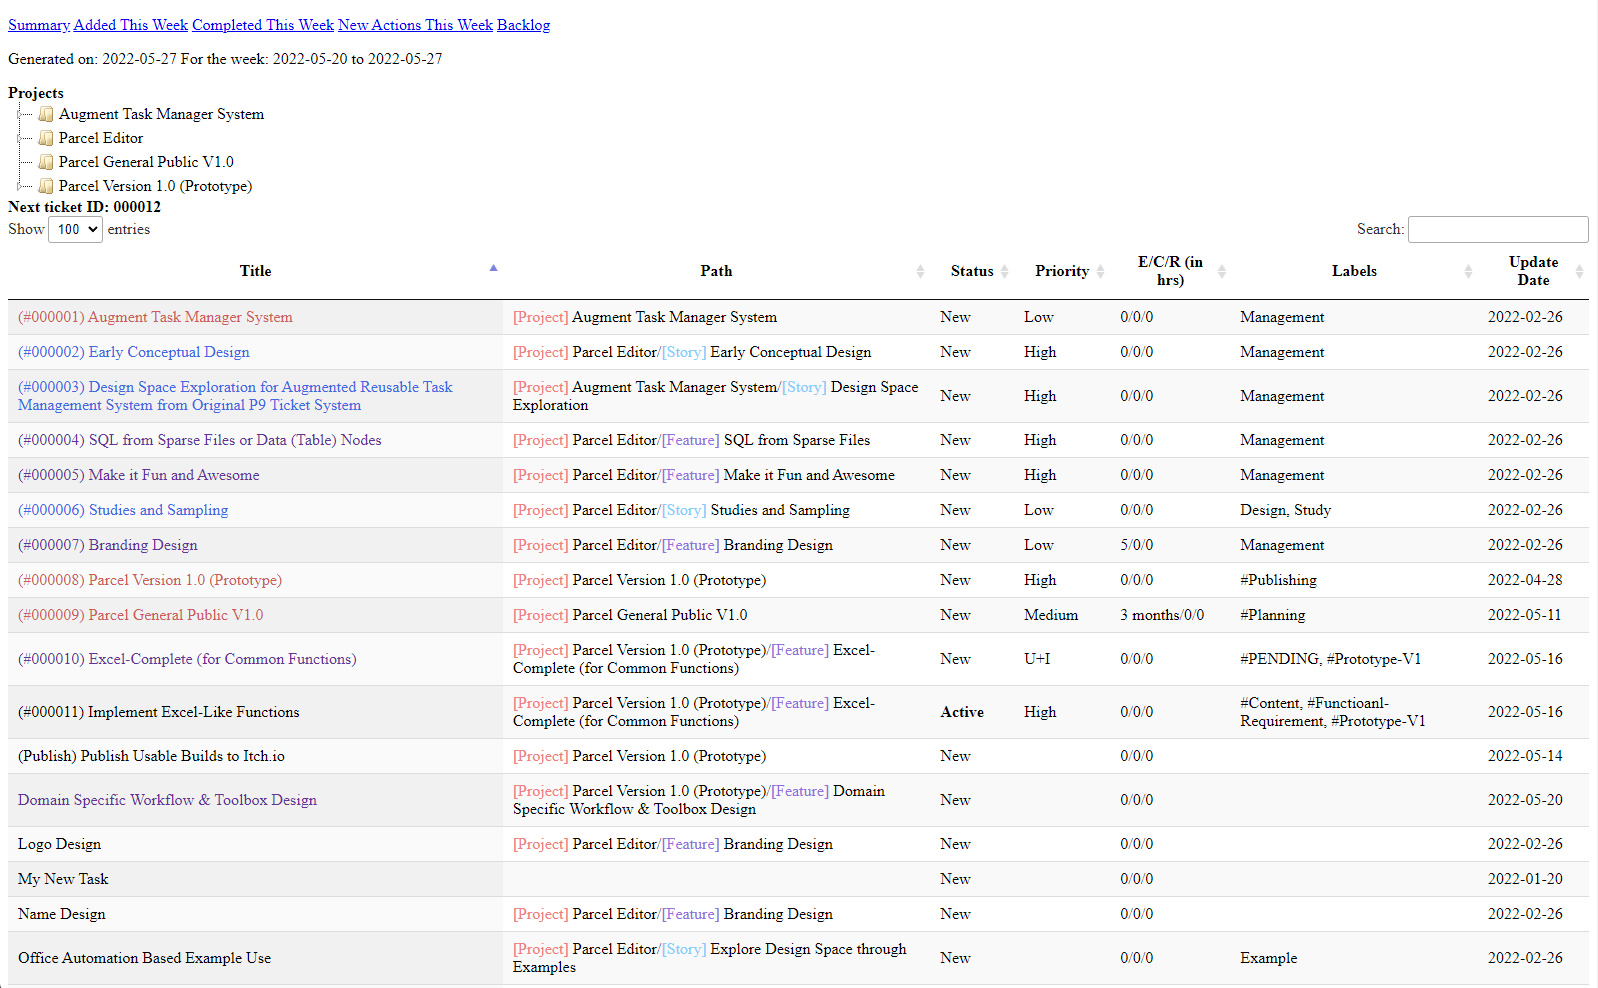 Summary Added This Week Completed This Week New Actions This Week Backlog
Generated on: 2022-05-27 For the week: 2022-05-20 to 2022-05-27
Projects
Augment Task Manager System
Parcel Editor
Parcel General Public V1.0
Parcel Version 1.0 (Prototype)
Next ticket ID: 000012
Show 100 entries Search:
Title Path Status Priority E/C/R (in hrs) Labels Update Date
(#000001) Augment Task Manager System [Project] Augment Task Manager System New Low 0/0/0 Management 2022-02-26
(#000002) Early Conceptual Design [Project] Parcel Editor/[Story] Early Conceptual Design New High 0/0/0 Management 2022-02-26
(#000003) Design Space Exploration for Augmented Reusable Task Management System from Original P9 Ticket System [Project] Augment Task Manager System/[Story] Design Space Exploration New High 0/0/0 Management 2022-02-26
(#000004) SQL from Sparse Files or Data (Table) Nodes [Project] Parcel Editor/[Feature] SQL from Sparse Files New High 0/0/0 Management 2022-02-26
(#000005) Make it Fun and Awesome [Project] Parcel Editor/[Feature] Make it Fun and Awesome New High 0/0/0 Management 2022-02-26
(#000006) Studies and Sampling [Project] Parcel Editor/[Story] Studies and Sampling New Low 0/0/0 Design, Study 2022-02-26
(#000007) Branding Design [Project] Parcel Editor/[Feature] Branding Design New Low 5/0/0 Management 2022-02-26
(#000008) Parcel Version 1.0 (Prototype) [Project] Parcel Version 1.0 (Prototype) New High 0/0/0 #Publishing 2022-04-28
(#000009) Parcel General Public V1.0 [Project] Parcel General Public V1.0 New Medium 3 months/0/0 #Planning 2022-05-11
(#000010) Excel-Complete (for Common Functions) [Project] Parcel Version 1.0 (Prototype)/[Feature] Excel-Complete (for Common Functions) New U+I 0/0/0 #PENDING, #Prototype-V1 2022-05-16
(#000011) Implement Excel-Like Functions [Project] Parcel Version 1.0 (Prototype)/[Feature] Excel-Complete (for Common Functions) Active High 0/0/0 #Content, #Functioanl-Requirement, #Prototype-V1 2022-05-16
(Publish) Publish Usable Builds to Itch.io [Project] Parcel Version 1.0 (Prototype) New 0/0/0 2022-05-14
Domain Specific Workflow & Toolbox Design [Project] Parcel Version 1.0 (Prototype)/[Feature] Domain Specific Workflow & Toolbox Design New 0/0/0 2022-05-20
Logo Design [Project] Parcel Editor/[Feature] Branding Design New 0/0/0 2022-02-26
My New Task New 0/0/0 2022-01-20
Name Design [Project] Parcel Editor/[Feature] Branding Design New 0/0/0 2022-02-26
Office Automation Based Example Use [Project] Parcel Editor/[Story] Explore Design Space through Examples New 0/0/0 Example 2022-02-26